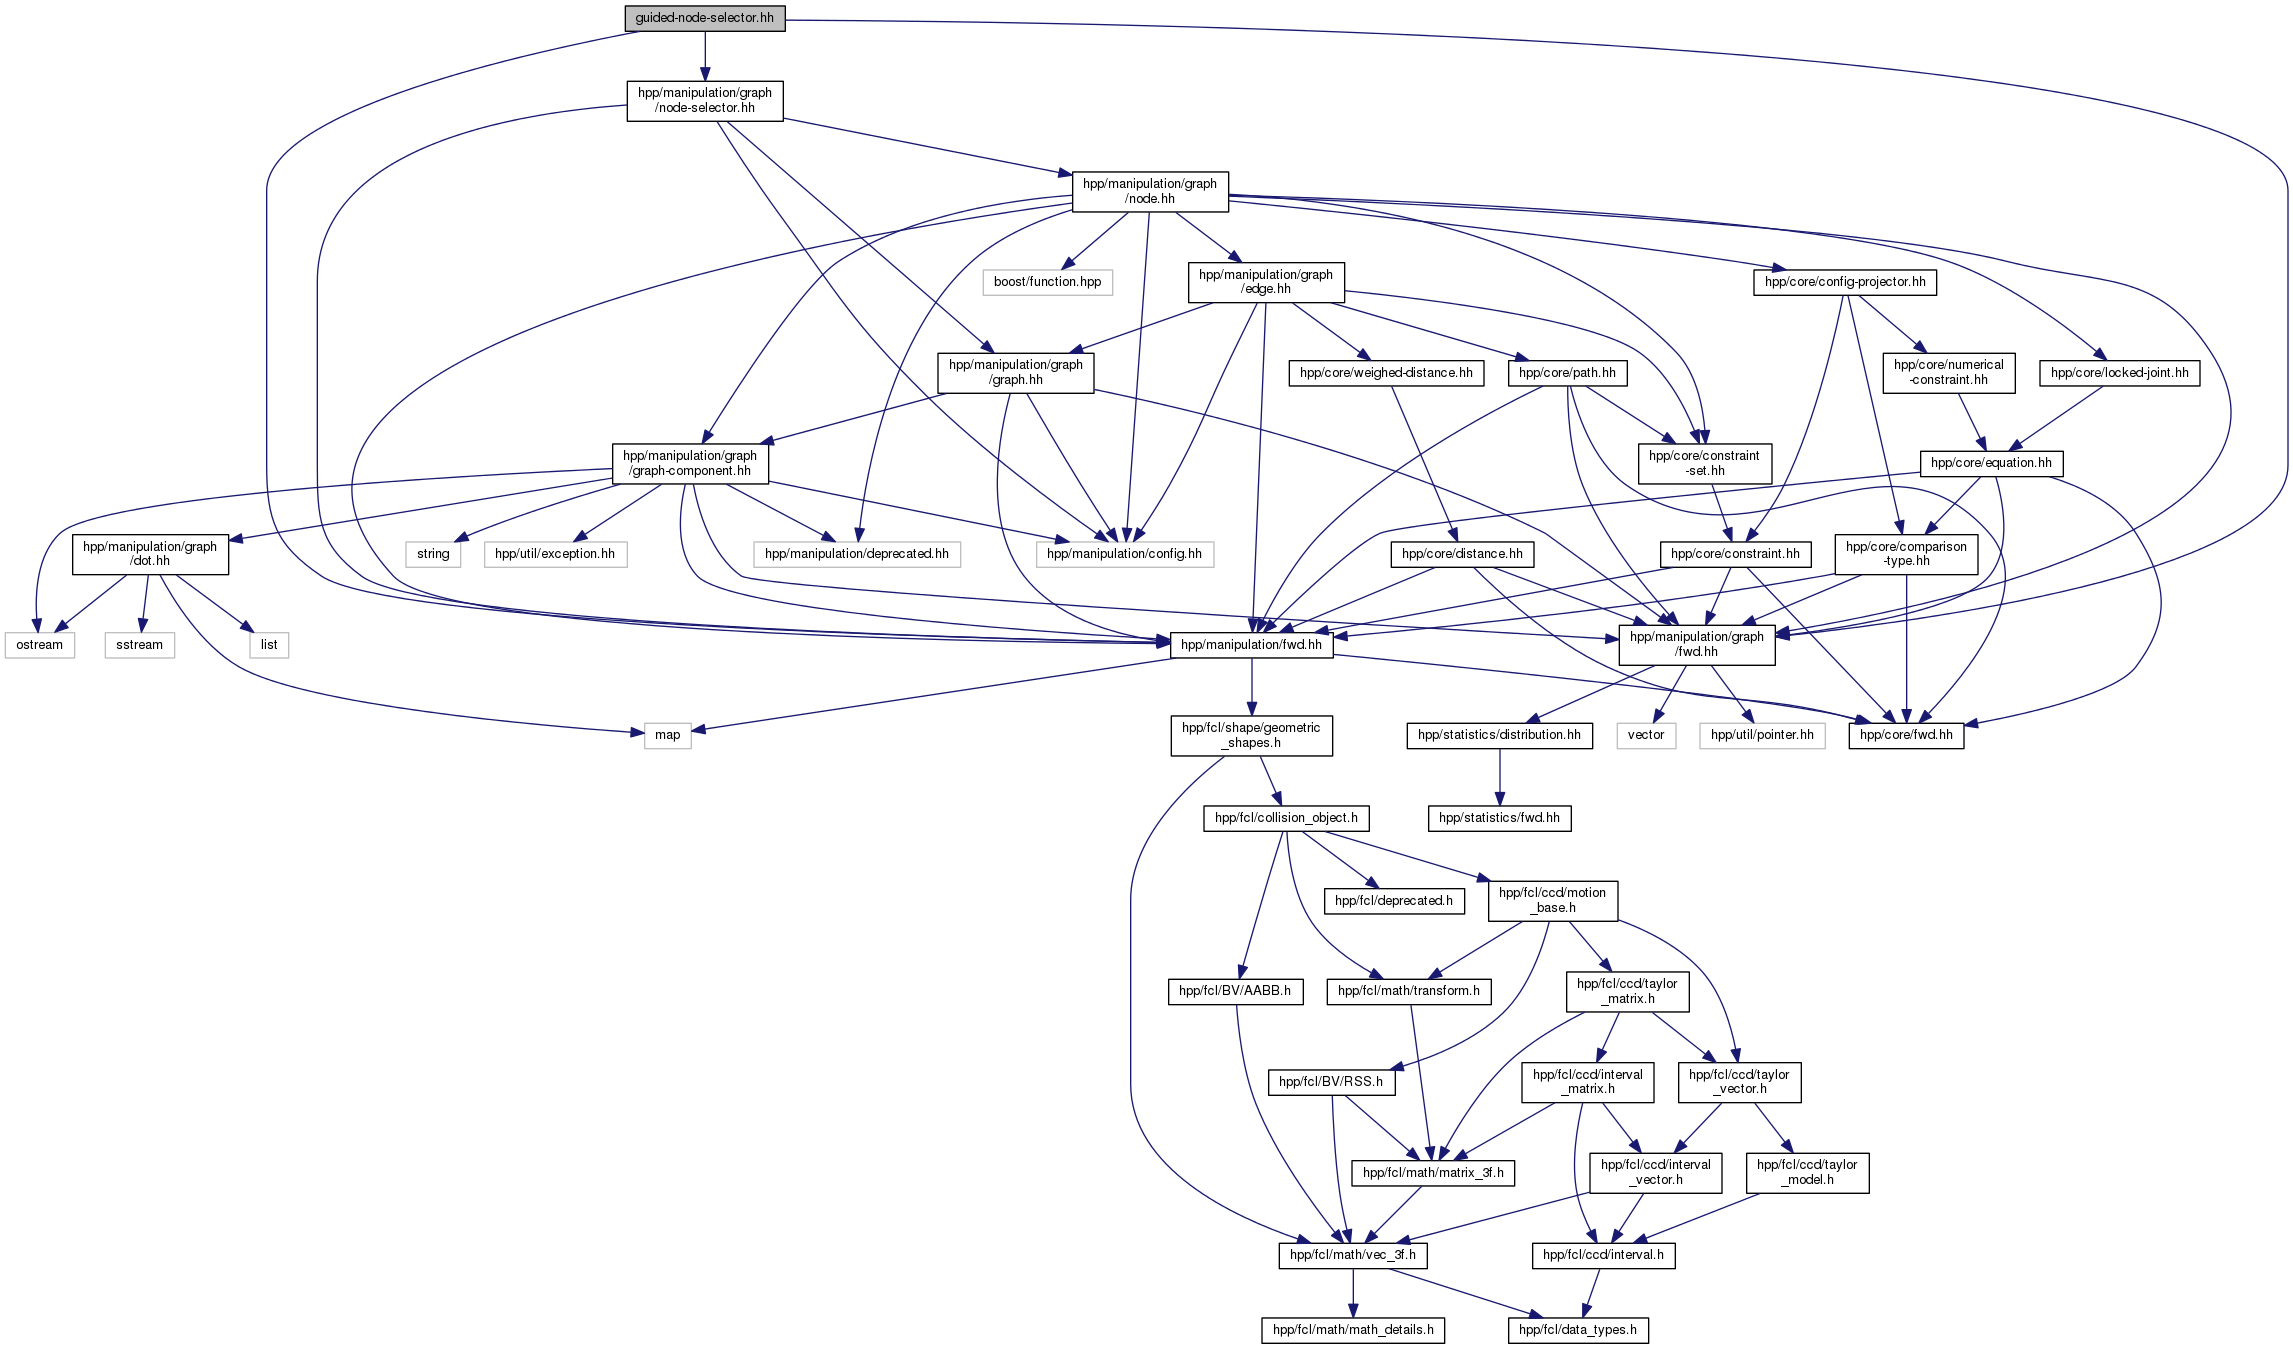 guided-node-selector.hh
hpp/manipulation/graph
/node-selector.hh
hpp/manipulation/graph
/node.hh
boost/function.hpp
hpp/manipulation/graph
/edge.hh
hpp/core/config-projector.hh
hpp/manipulation/graph
/graph.hh
hpp/core/weighed-distance.hh
hpp/core/path.hh
hpp/core/numerical
-constraint.hh
hpp/core/locked-joint.hh
hpp/manipulation/graph
/graph-component.hh
hpp/core/constraint
-set.hh
hpp/core/equation.hh
hpp/manipulation/graph
/dot.hh
string
hpp/util/exception.hh
hpp/manipulation/deprecated.hh
hpp/manipulation/config.hh
hpp/core/distance.hh
hpp/core/constraint.hh
hpp/core/comparison
-type.hh
ostream
sstream
list
hpp/manipulation/fwd.hh
hpp/manipulation/graph
/fwd.hh
map
hpp/fcl/shape/geometric
_shapes.h
hpp/statistics/distribution.hh
vector
hpp/util/pointer.hh
hpp/core/fwd.hh
hpp/fcl/collision_object.h
hpp/statistics/fwd.hh
hpp/fcl/deprecated.h
hpp/fcl/ccd/motion
_base.h
hpp/fcl/BV/AABB.h
hpp/fcl/math/transform.h
hpp/fcl/ccd/taylor
_matrix.h
hpp/fcl/BV/RSS.h
hpp/fcl/ccd/interval
_matrix.h
hpp/fcl/ccd/taylor
_vector.h
hpp/fcl/math/matrix_3f.h
hpp/fcl/ccd/interval
_vector.h
hpp/fcl/ccd/taylor
_model.h
hpp/fcl/math/vec_3f.h
hpp/fcl/ccd/interval.h
hpp/fcl/math/math_details.h
hpp/fcl/data_types.h